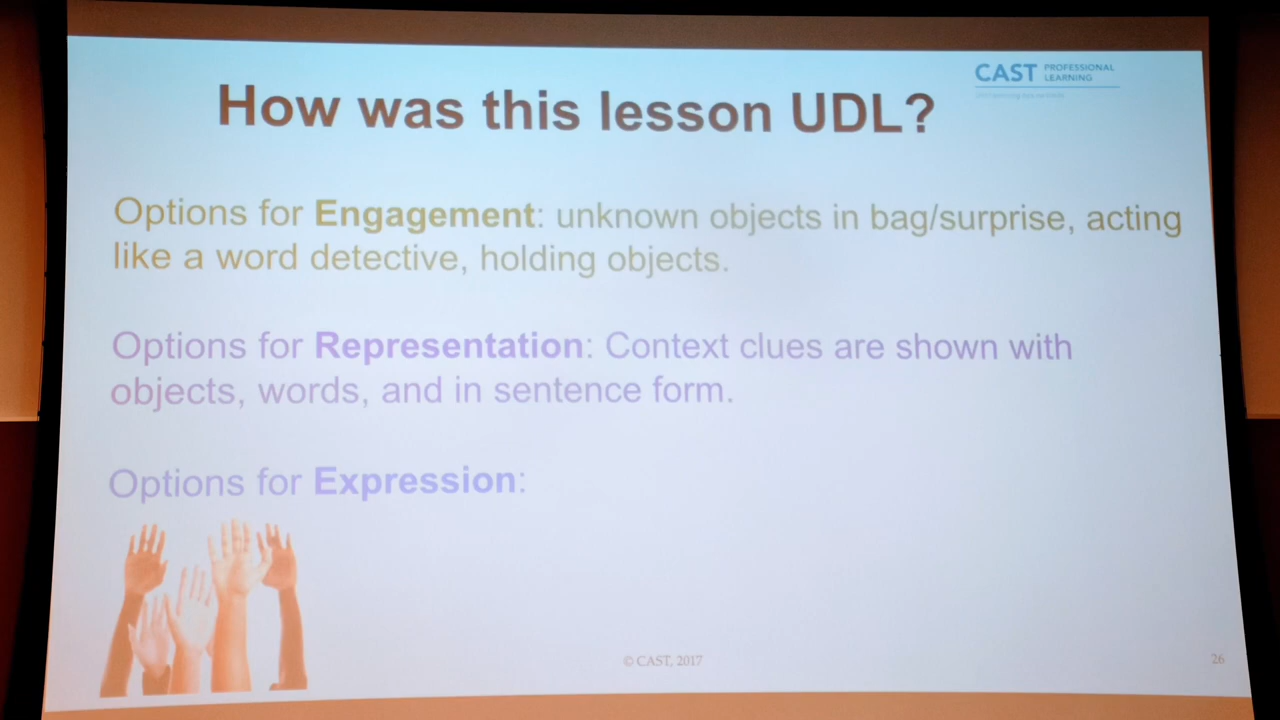 CAST PROFESSIONAL
LEARNING
How was this lesson UDL?
Options for Engagement: unknown objects in bag/surprise, acting
like a word detective, holding objects.
Options for Representation: Context clues are shown with
objects, words, and in sentence form.
Options for Expression:
© CAST, 2017
26